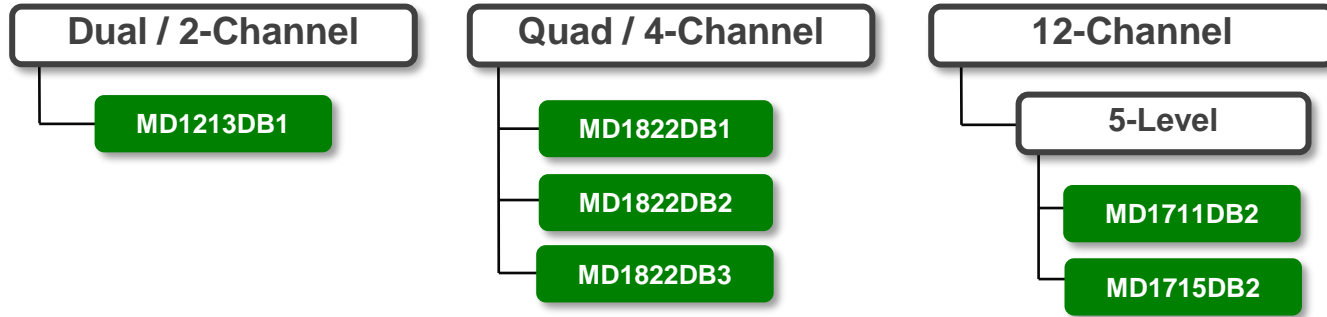 Dual / 2-Channel
MD1213DB1
Quad / 4-Channel
MD1822DB1
MD1822DB2
MD1822DB3
12-Channel
5-Level
MD1711DB2
MD1715DB2